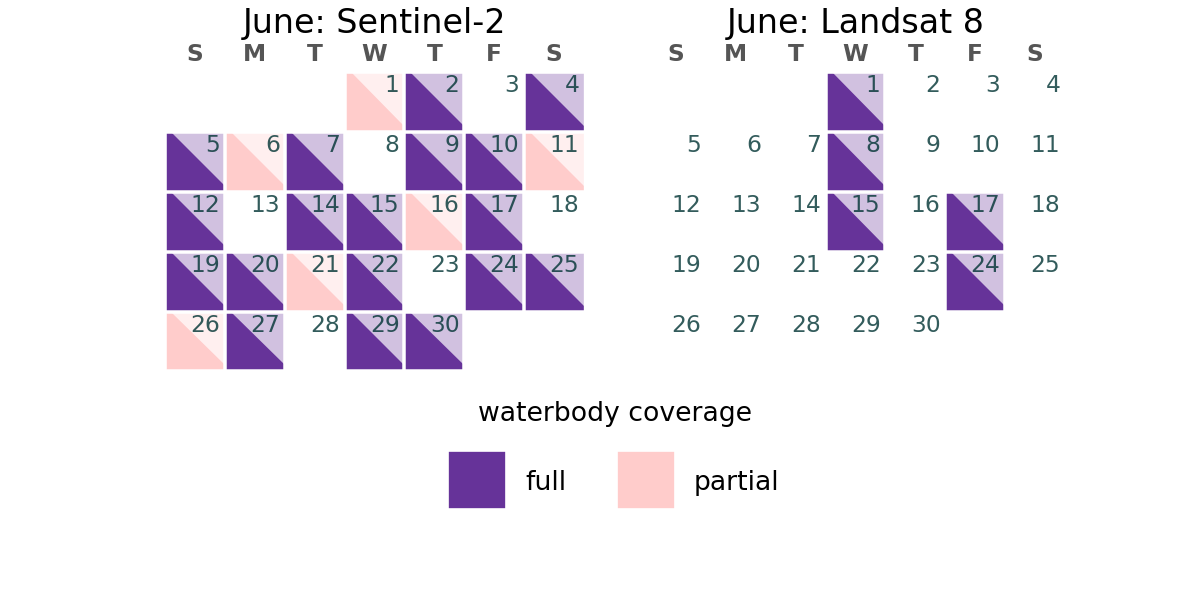 June: Sentinel-2
S M T W T F S
1 2 3 4
5 6 7 8 9 10 11
12 13 14 15 16 17 18
19 20 21 22 23 24 25
26 27 28 29 30
June: Landsat 8
S M T W T F S
1 2 3 4
5 6 7 8 9 10 11
12 13 14 15 16 17 18
19 20 21 22 23 24 25
26 27 28 29 30
waterbody coverage
full partial